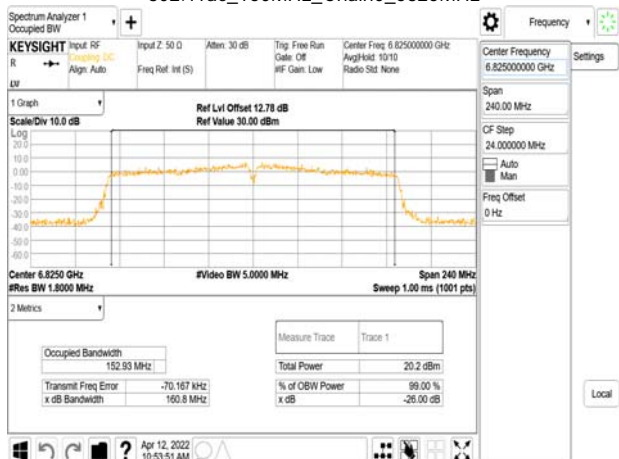 Spectrum Analyzer 1
Occupied BW
+
Frequency
KEYSIGHT
Input: RF
Coupling: DC
Align: Auto
Input Z: 50 Ω
Freq Ref: Int (S)
Atten: 30 dB
Trig: Free Run
Gate: Off
#IF Gain: Low
Center Freq: 6.825000000 GHz
Avg|Hold: 10/10
Radio Std: None
R
LV
Center Frequency
6.825000000 GHz
Settings
Span
240.00 MHz
CF Step
24.000000 MHz
Auto
Man
Freq Offset
0 Hz
Local
1 Graph
Scale/Div 10.0 dB
Ref Lvl Offset 12.78 dB
Ref Value 30.00 dBm
Log
20.0
10.0
0.00
-10.0
-20.0
-30.0
-40.0
-50.0
-60.0
Center 6.8250 GHz
#Res BW 1.8000 MHz
#Video BW 5.0000 MHz
Span 240 MHz
Sweep 1.00 ms (1001 pts)
2 Metrics
Measure Trace Trace 1
Occupied Bandwidth
152.93 MHz
Total Power 20.2 dBm
Transmit Freq Error -70.167 kHz
% of OBW Power 99.00 %
x dB Bandwidth 160.8 MHz
x dB -26.00 dB
?
Apr 12, 2022
10:53:51 AM